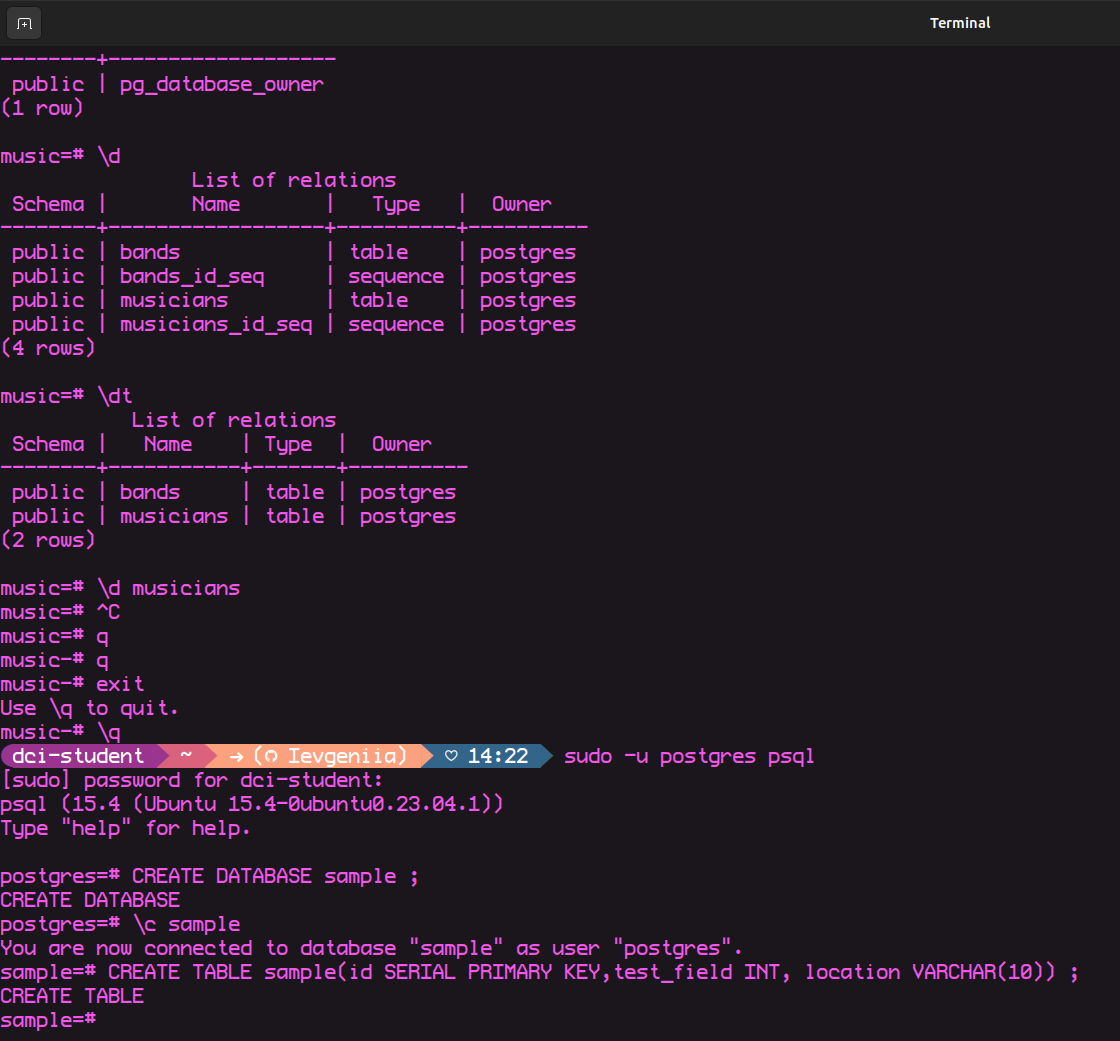 Terminal
--------+-------------------
 public | pg_database_owner
(1 row)

music=# \d
                List of relations
 Schema |       Name       |   Type   |  Owner
--------+------------------+----------+----------
 public | bands            | table    | postgres
 public | bands_id_seq     | sequence | postgres
 public | musicians        | table    | postgres
 public | musicians_id_seq | sequence | postgres
(4 rows)

music=# \dt
           List of relations
 Schema |   Name    | Type  |  Owner
--------+-----------+-------+----------
 public | bands     | table | postgres
 public | musicians | table | postgres
(2 rows)

music=# \d musicians
music=# ^C
music=# q
music-# q
music-# exit
Use \q to quit.
music-# \q
dci-student ~ → ( Ievgeniia) ♡ 14:22 sudo -u postgres psql
[sudo] password for dci-student:
psql (15.4 (Ubuntu 15.4-0ubuntu0.23.04.1))
Type "help" for help.

postgres=# CREATE DATABASE sample ;
CREATE DATABASE
postgres=# \c sample
You are now connected to database "sample" as user "postgres".
sample=# CREATE TABLE sample(id SERIAL PRIMARY KEY,test_field INT, location VARCHAR(10)) ;
CREATE TABLE
sample=#